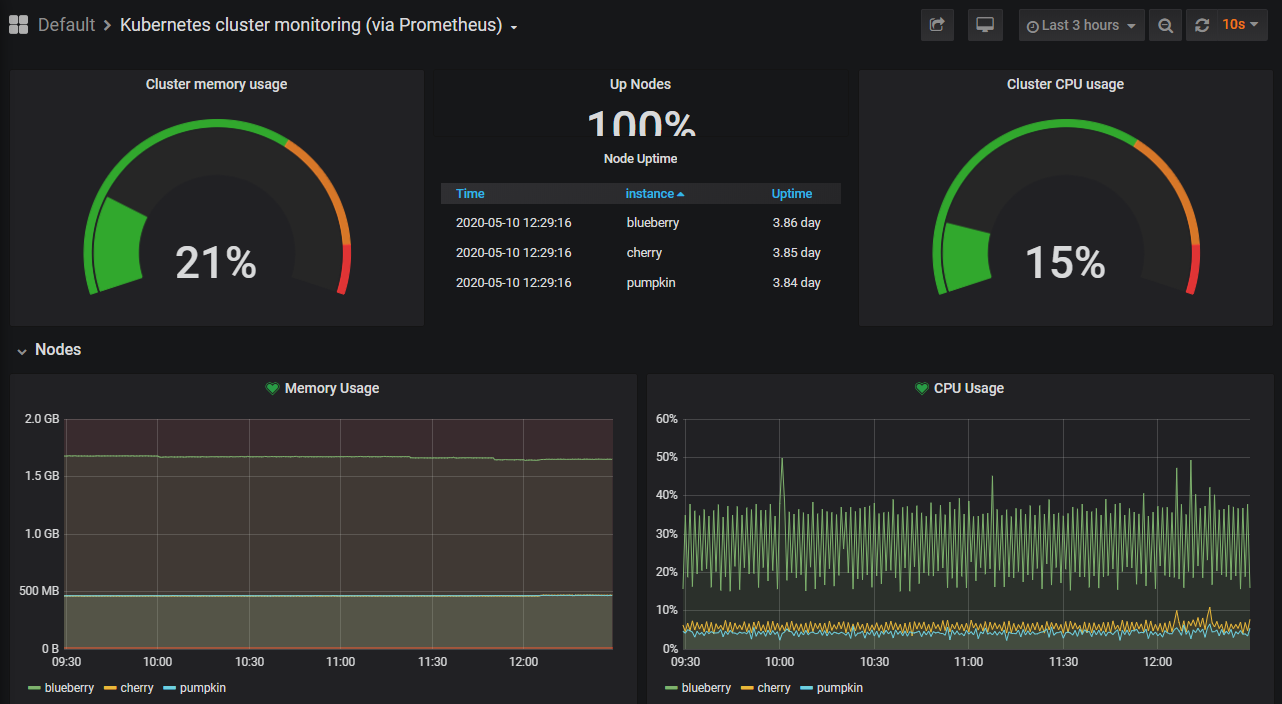 Default > Kubernetes cluster monitoring (via Prometheus)
Last 3 hours
10s
Cluster memory usage
21%
Up Nodes
100%
Node Uptime
Time instance Uptime
2020-05-10 12:29:16 blueberry 3.86 day
2020-05-10 12:29:16 cherry 3.85 day
2020-05-10 12:29:16 pumpkin 3.84 day
Cluster CPU usage
15%
Nodes
Memory Usage
2.0 GB
1.5 GB
1.0 GB
500 MB
0 B
09:30 10:00 10:30 11:00 11:30 12:00
blueberry cherry pumpkin
CPU Usage
60%
50%
40%
30%
20%
10%
0%
09:30 10:00 10:30 11:00 11:30 12:00
blueberry cherry pumpkin